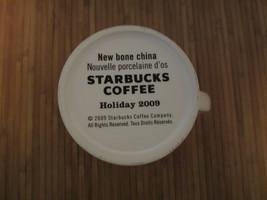 New bone china
Nouvelle porcelaine d'os
STARBUCKS
COFFEE
Holiday 2009
© 2009 Starbucks Coffee Company.
All Rights Reserved. Tous Droits Réservés